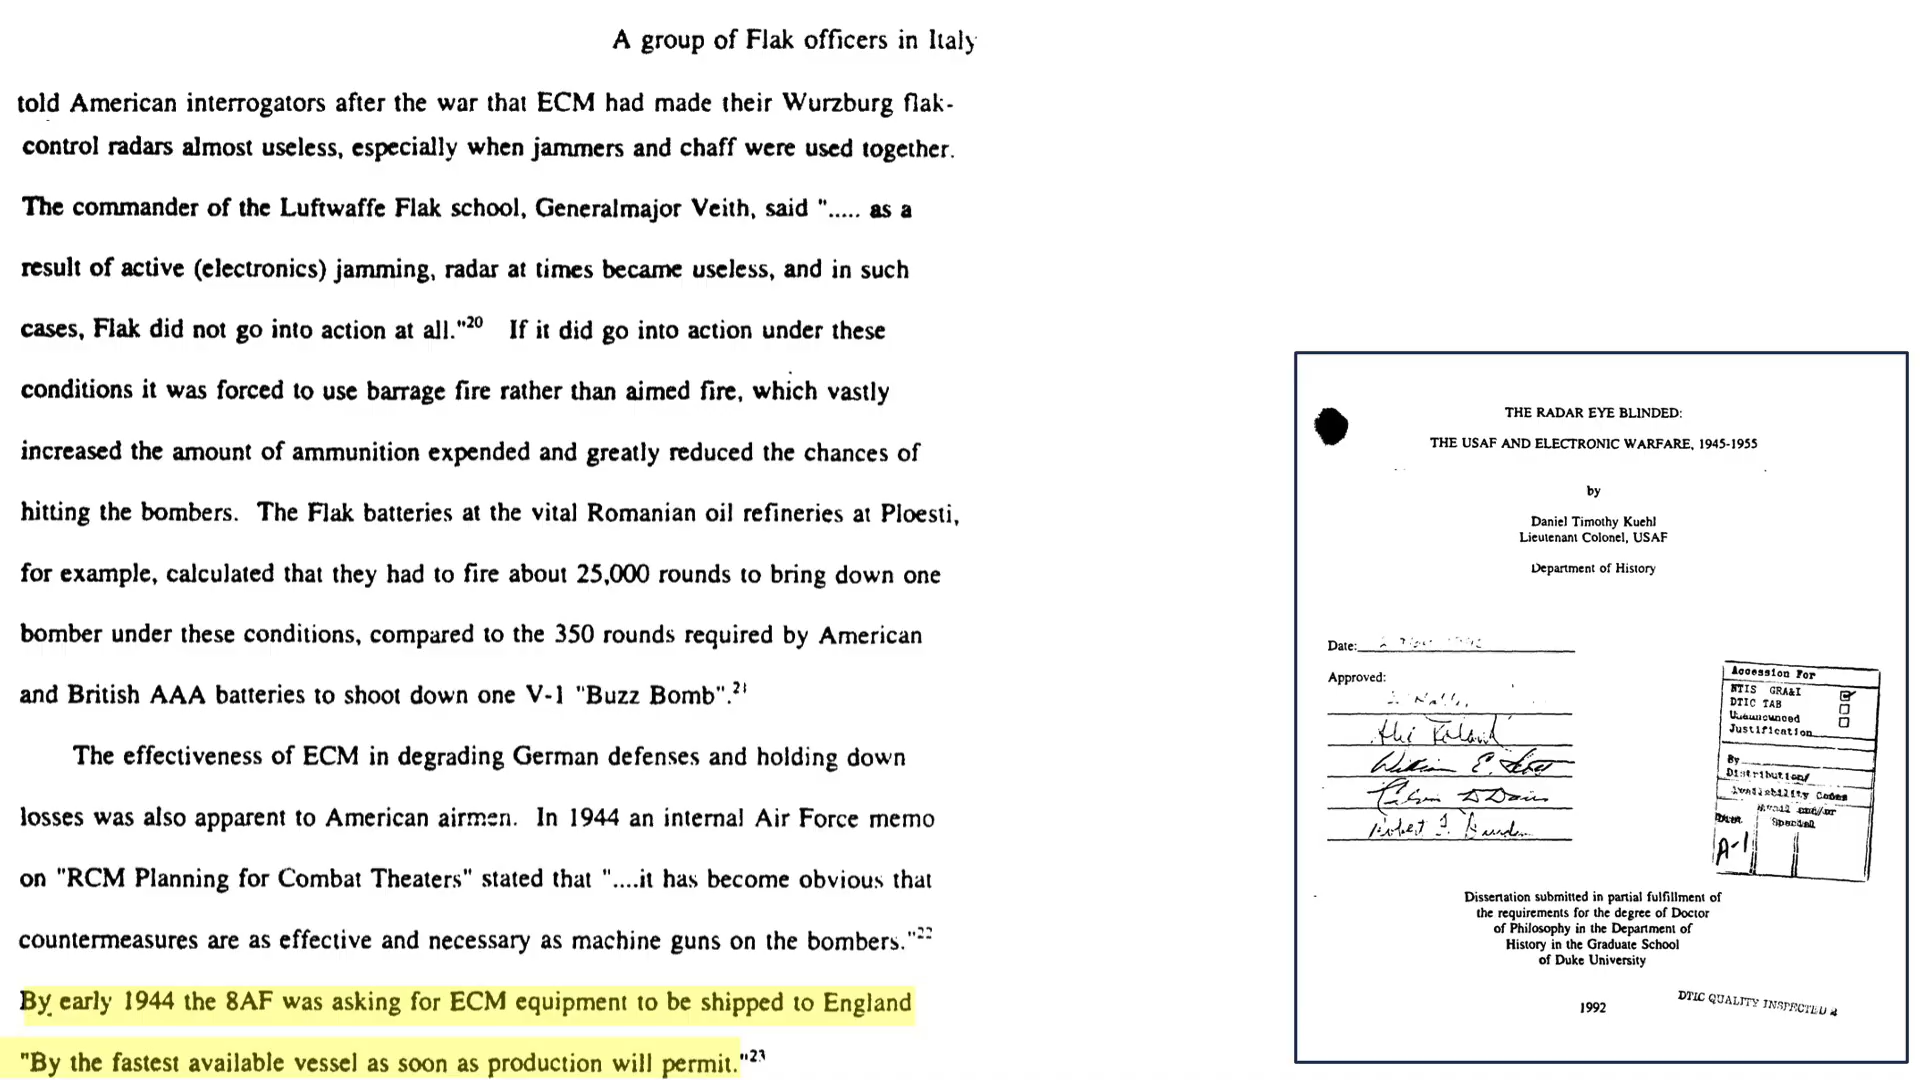 A group of Flak officers in Italy
told American interrogators after the war that ECM had made their Wurzburg flak-
control radars almost useless, especially when jammers and chaff were used together.
The commander of the Luftwaffe Flak school, Generalmajor Veith, said "..... as a
result of active (electronics) jamming, radar at times became useless, and in such
cases, Flak did not go into action at all."20 If it did go into action under these
conditions it was forced to use barrage fire rather than aimed fire, which vastly
increased the amount of ammunition expended and greatly reduced the chances of
hitting the bombers. The Flak batteries at the vital Romanian oil refineries at Ploesti,
for example, calculated that they had to fire about 25,000 rounds to bring down one
bomber under these conditions, compared to the 350 rounds required by American
and British AAA batteries to shoot down one V-1 "Buzz Bomb".21
The effectiveness of ECM in degrading German defenses and holding down
losses was also apparent to American airmen. In 1944 an internal Air Force memo
on "RCM Planning for Combat Theaters" stated that "....it has become obvious that
countermeasures are as effective and necessary as machine guns on the bombers."22
By early 1944 the 8AF was asking for ECM equipment to be shipped to England
"By the fastest available vessel as soon as production will permit."23
THE RADAR EYE BLINDED:
THE USAF AND ELECTRONIC WARFARE, 1945-1955
by
Daniel Timothy Kuehl
Lieutenant Colonel, USAF
Department of History
Date:
Approved:
William E. Scott
Accession For
NTIS GRA&I
DTIC TAB
Unannounced
Justification
By
Distribution/
Availability Codes
Avail and/or
Dist Special
A-1
Dissertation submitted in partial fulfillment of
the requirements for the degree of Doctor
of Philosophy in the Department of
History in the Graduate School
of Duke University
1992
DTIC QUALITY INSPECTED 2